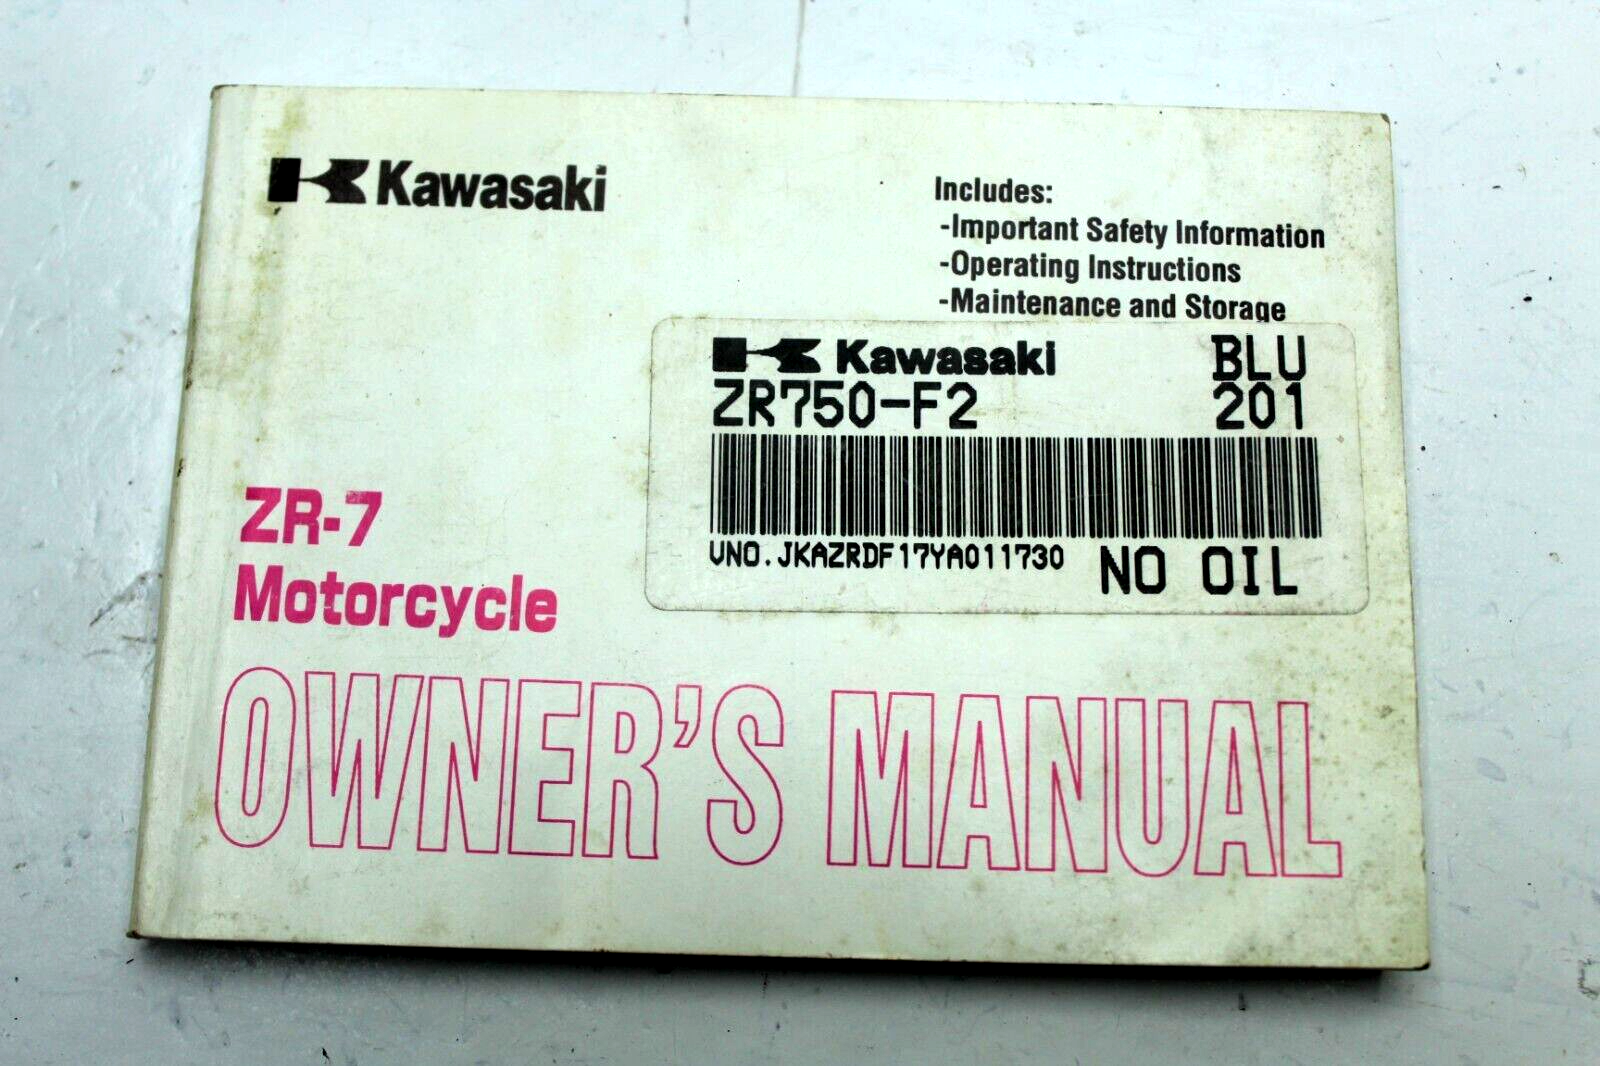 Kawasaki
Includes:
-Important Safety Information
-Operating Instructions
-Maintenance and Storage
Kawasaki BLU
ZR750-F2 201
VNO.JKAZRDF17YA011730 NO OIL
ZR-7
Motorcycle
OWNER'S MANUAL